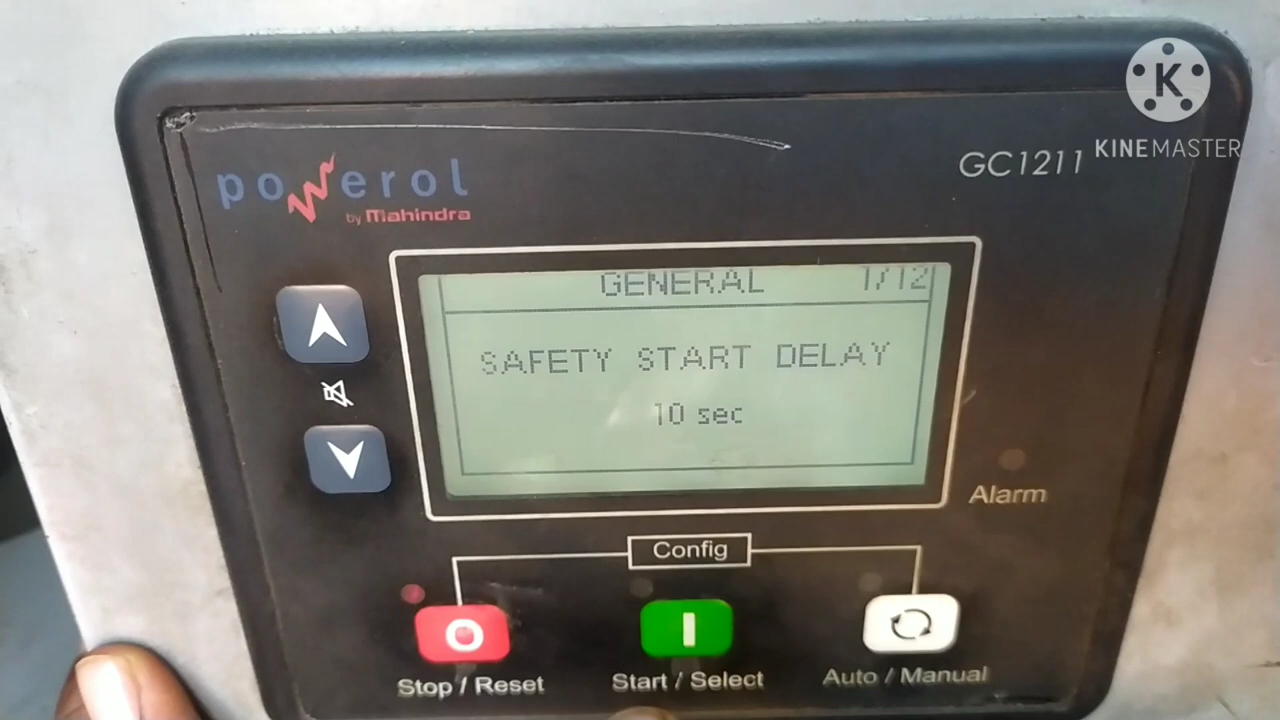 K
KINEMASTER
powerol
by Mahindra
GC1211
GENERAL 1/12
SAFETY START DELAY
10 sec
Alarm
Config
Stop / Reset
Start / Select
Auto / Manual